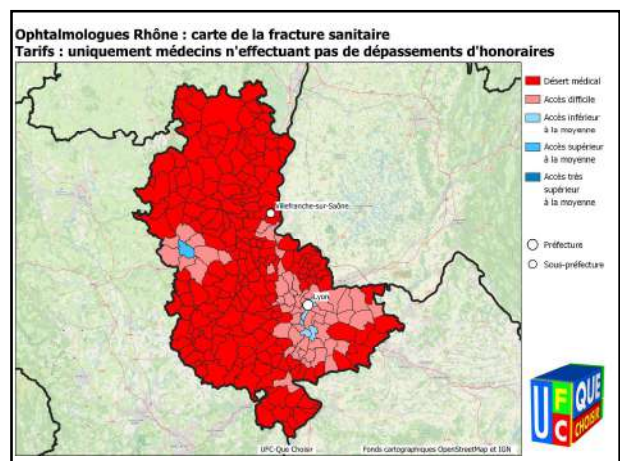 Ophtalmologues Rhône : carte de la fracture sanitaire
Tarifs : uniquement médecins n'effectuant pas de dépassements d'honoraires
Désert médical
Accès difficile
Accès inférieur
à la moyenne
Accès supérieur
à la moyenne
Accès très
supérieur
à la moyenne
Préfecture
Sous-préfecture
Villefranche-sur-Saône
Lyon
UFC-Que Choisir
Fonds cartographiques OpenStreetMap et IGN
UFC
QUE
CHOISIR